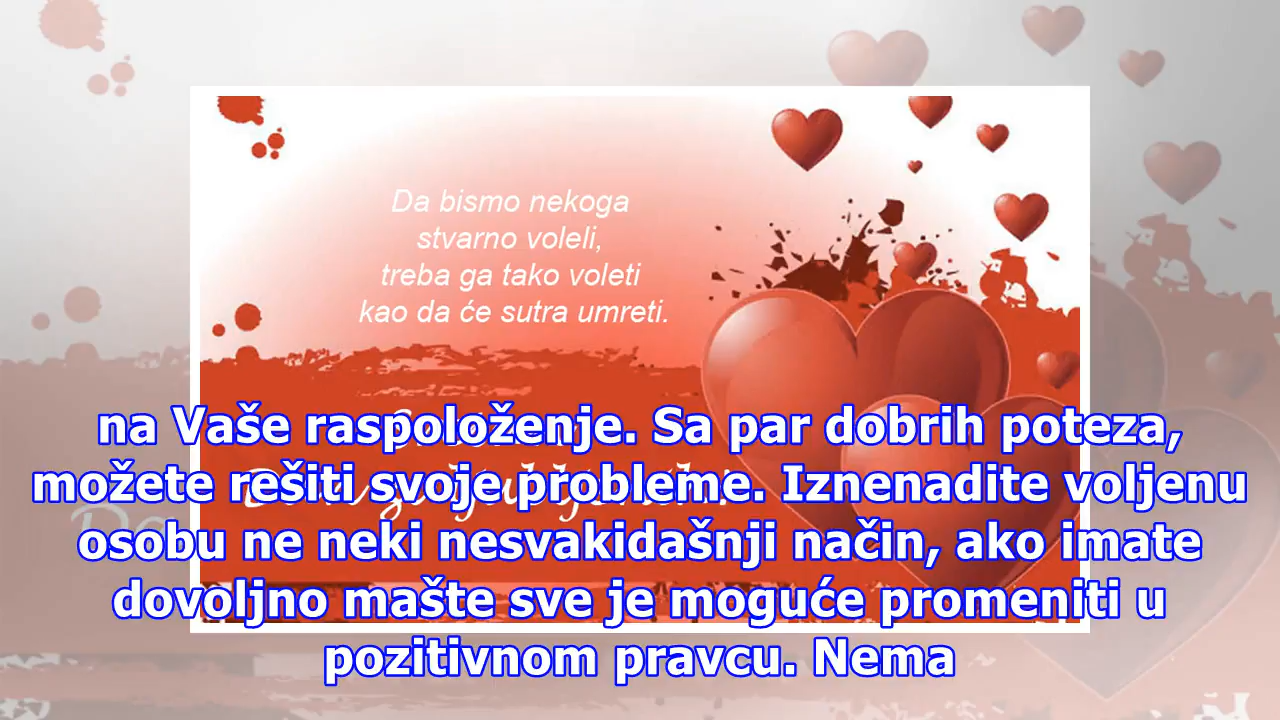 Da bismo nekoga
stvarno voleli,
treba ga tako voleti
kao da će sutra umreti.
na Vaše raspoloženje. Sa par dobrih poteza,
možete rešiti svoje probleme. Iznenadite voljenu
osobu ne neki nesvakidašnji način, ako imate
dovoljno mašte sve je moguće promeniti u
pozitivnom pravcu. Nema